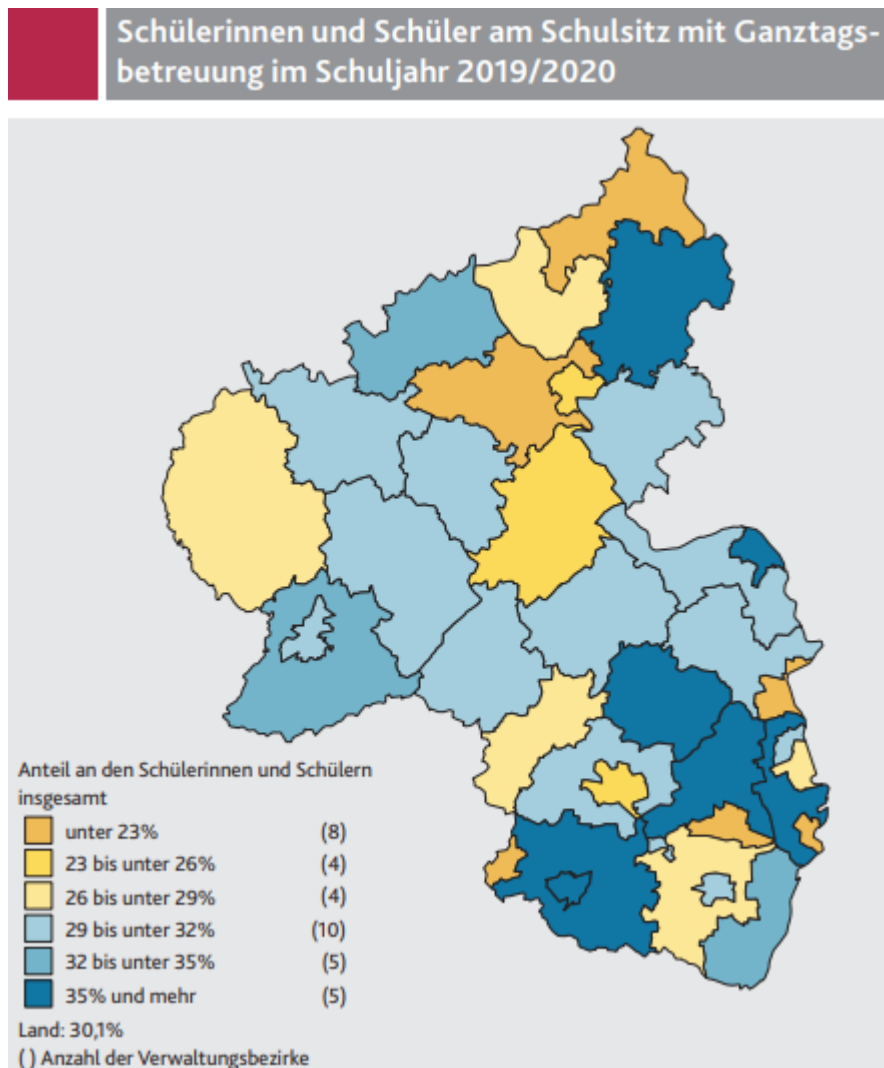 Schülerinnen und Schüler am Schulsitz mit Ganztags-
betreuung im Schuljahr 2019/2020
Anteil an den Schülerinnen und Schülern
insgesamt
unter 23% (8)
23 bis unter 26% (4)
26 bis unter 29% (4)
29 bis unter 32% (10)
32 bis unter 35% (5)
35% und mehr (5)
Land: 30,1%
( ) Anzahl der Verwaltungsbezirke